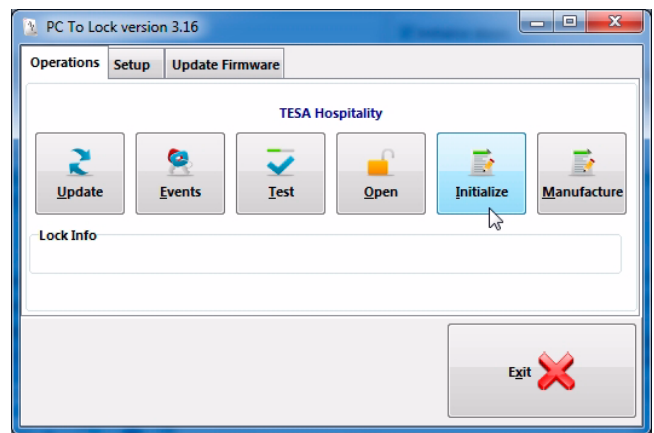 PC To Lock version 3.16
Operations Setup Update Firmware
TESA Hospitality
Update Events Test Open Initialize Manufacture
Lock Info
Exit